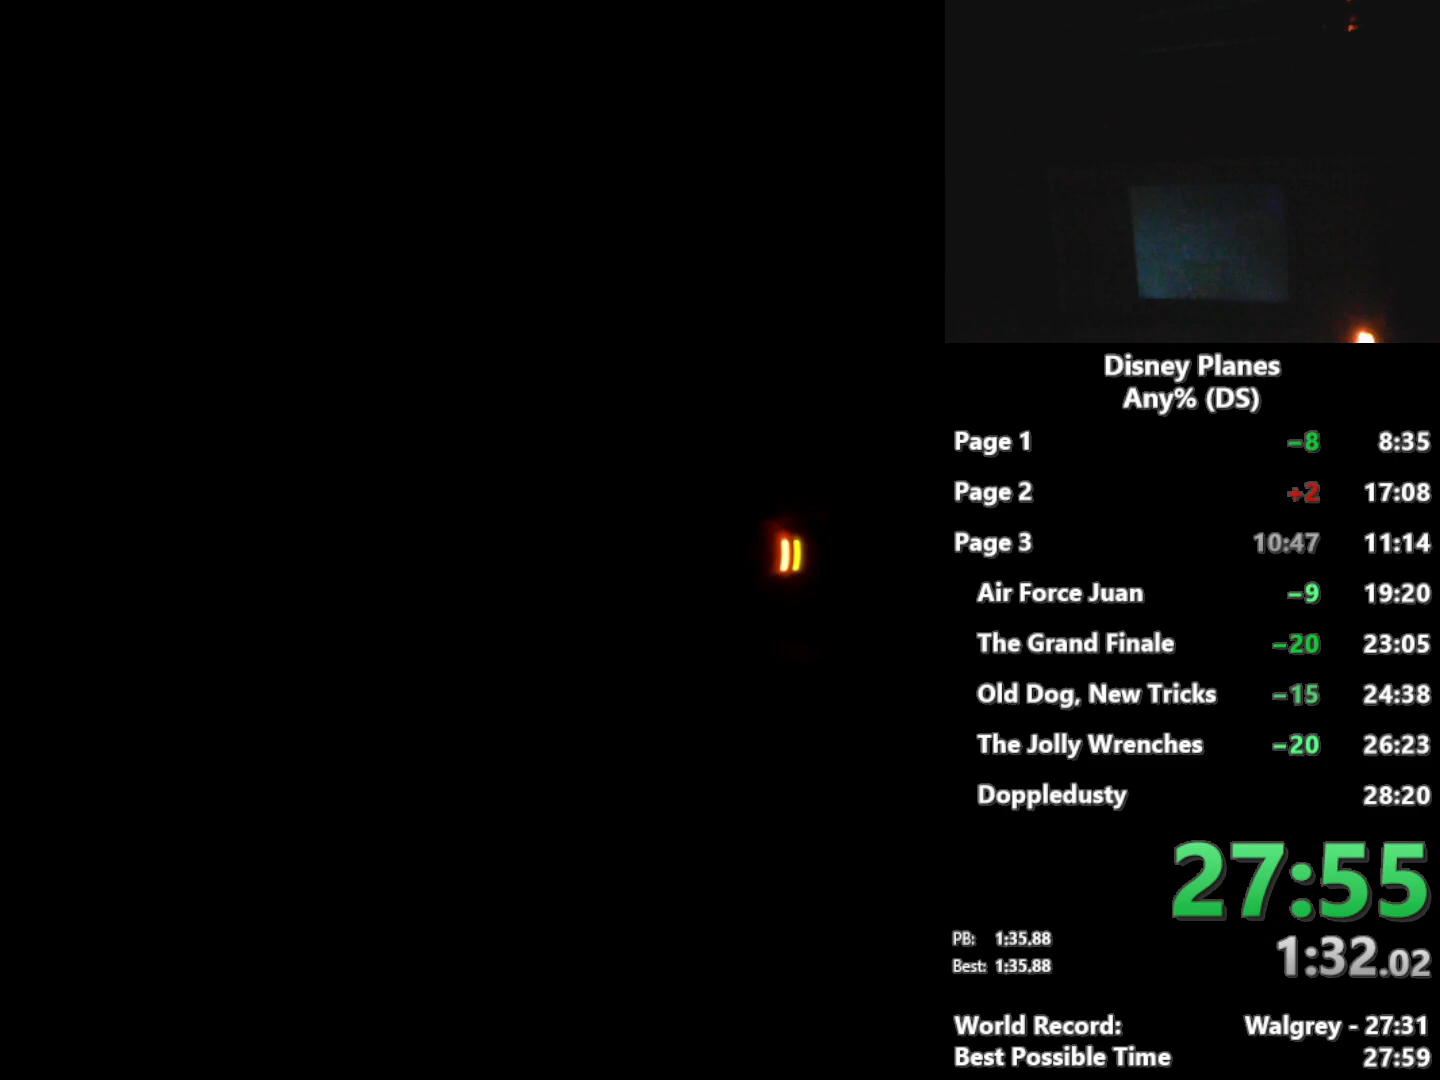 Disney Planes
Any% (DS)
Page 1 −8 8:35
Page 2 +2 17:08
Page 3 10:47 11:14
Air Force Juan −9 19:20
The Grand Finale −20 23:05
Old Dog, New Tricks −15 24:38
The Jolly Wrenches −20 26:23
Doppledusty 28:20
27:55
PB: 1:35.88
Best: 1:35.88
1:32.02
World Record: Walgrey - 27:31
Best Possible Time 27:59